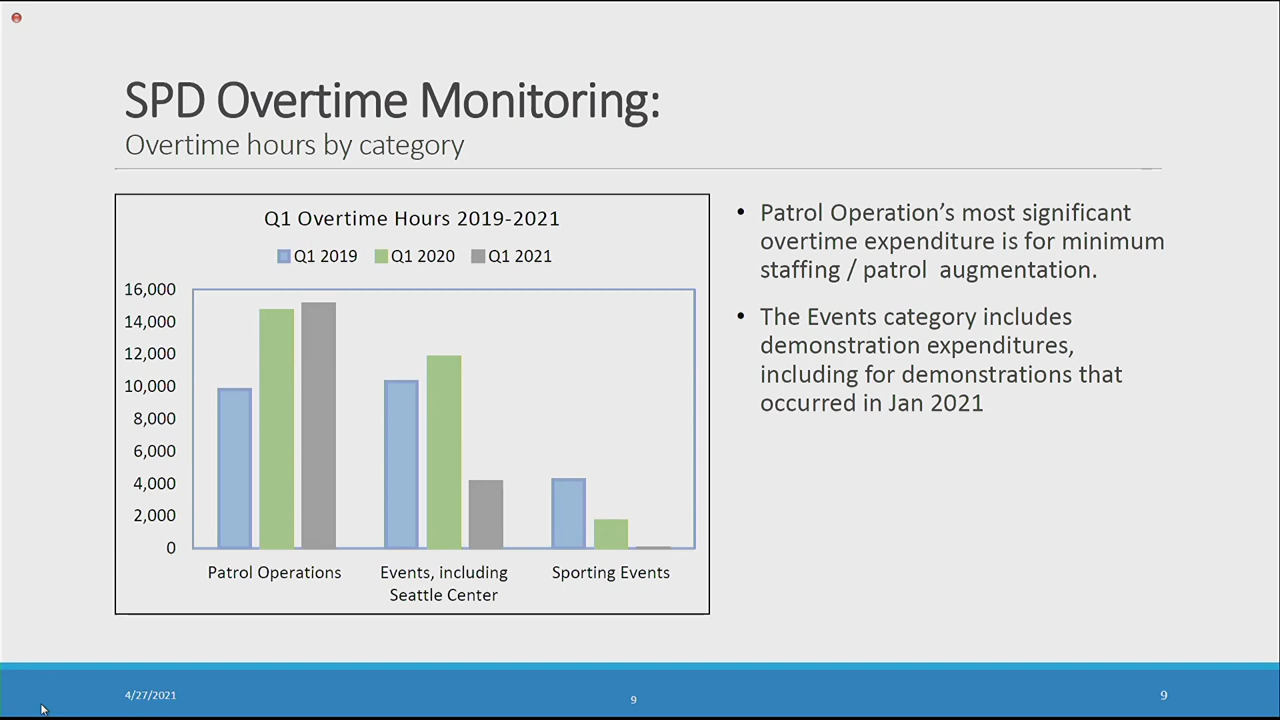 SPD Overtime Monitoring:
Overtime hours by category
Q1 Overtime Hours 2019-2021
Q1 2019 Q1 2020 Q1 2021
16,000
14,000
12,000
10,000
8,000
6,000
4,000
2,000
0
Patrol Operations
Events, including
Seattle Center
Sporting Events
• Patrol Operation's most significant
overtime expenditure is for minimum
staffing / patrol augmentation.
• The Events category includes
demonstration expenditures,
including for demonstrations that
occurred in Jan 2021
4/27/2021
9
9